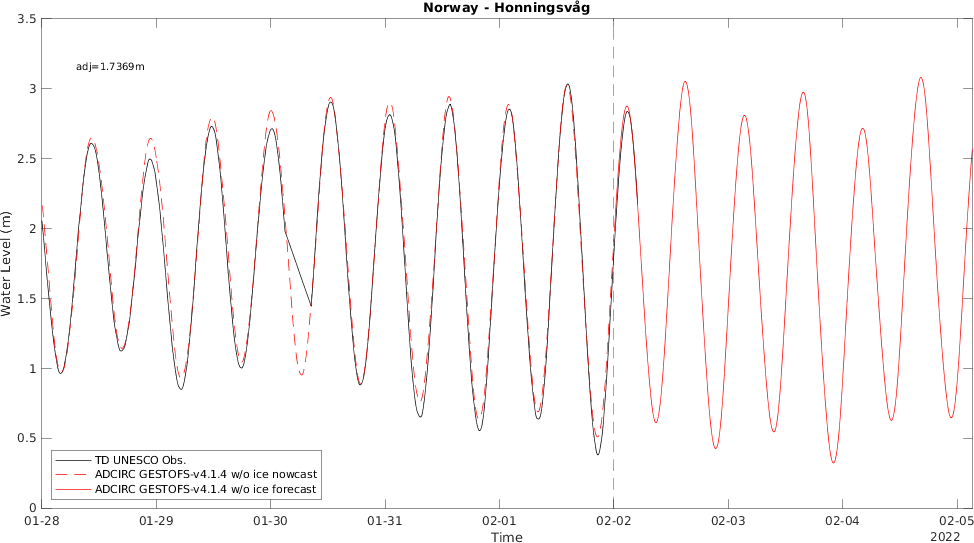 Norway - Honningsvåg
adj=1.7369m
3.5
3
2.5
2
1.5
1
0.5
0
Water Level (m)
TD UNESCO Obs.
ADCIRC GESTOFS-v4.1.4 w/o ice nowcast
ADCIRC GESTOFS-v4.1.4 w/o ice forecast
01-28 01-29 01-30 01-31 02-01 02-02 02-03 02-04 02-05
Time
2022